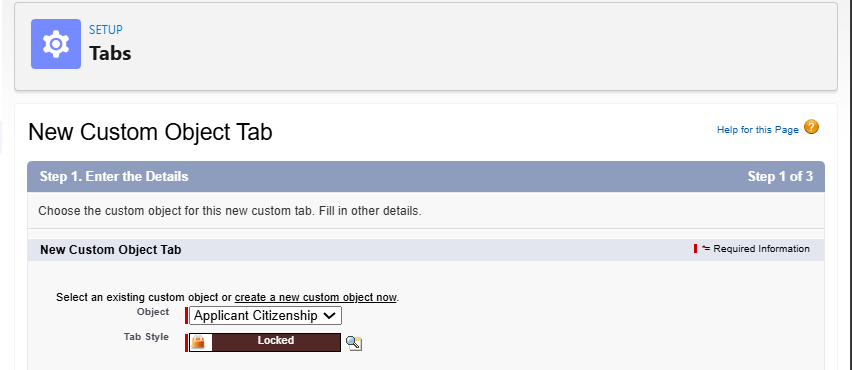 SETUP
Tabs
New Custom Object Tab
Help for this Page ?
Step 1. Enter the Details
Step 1 of 3
Choose the custom object for this new custom tab. Fill in other details.
New Custom Object Tab
*= Required Information
Select an existing custom object or create a new custom object now.
Object
Applicant Citizenship
Tab Style
Locked